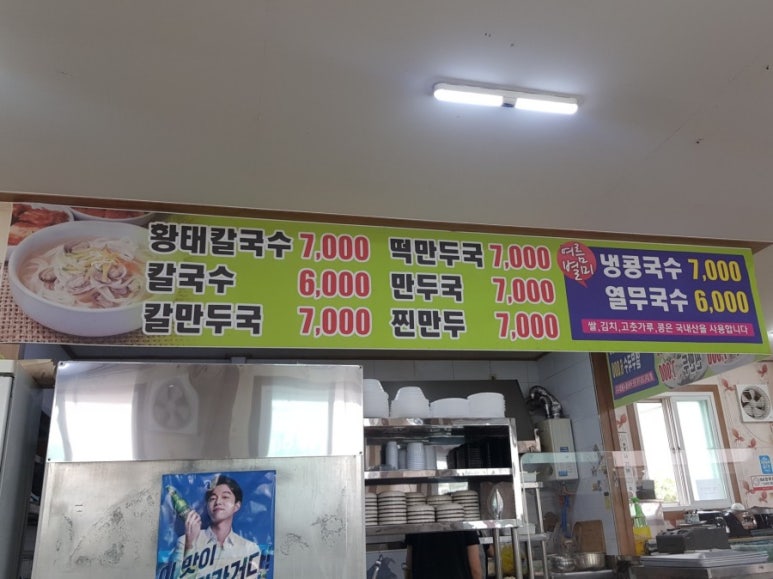 황태칼국수 7,000
칼국수 6,000
칼만두국 7,000
떡만두국 7,000
만두국 7,000
찐만두 7,000
여름
별미
냉콩국수 7,000
열무국수 6,000
쌀,김치,고춧가루,콩은 국내산을 사용합니다
이 맛이